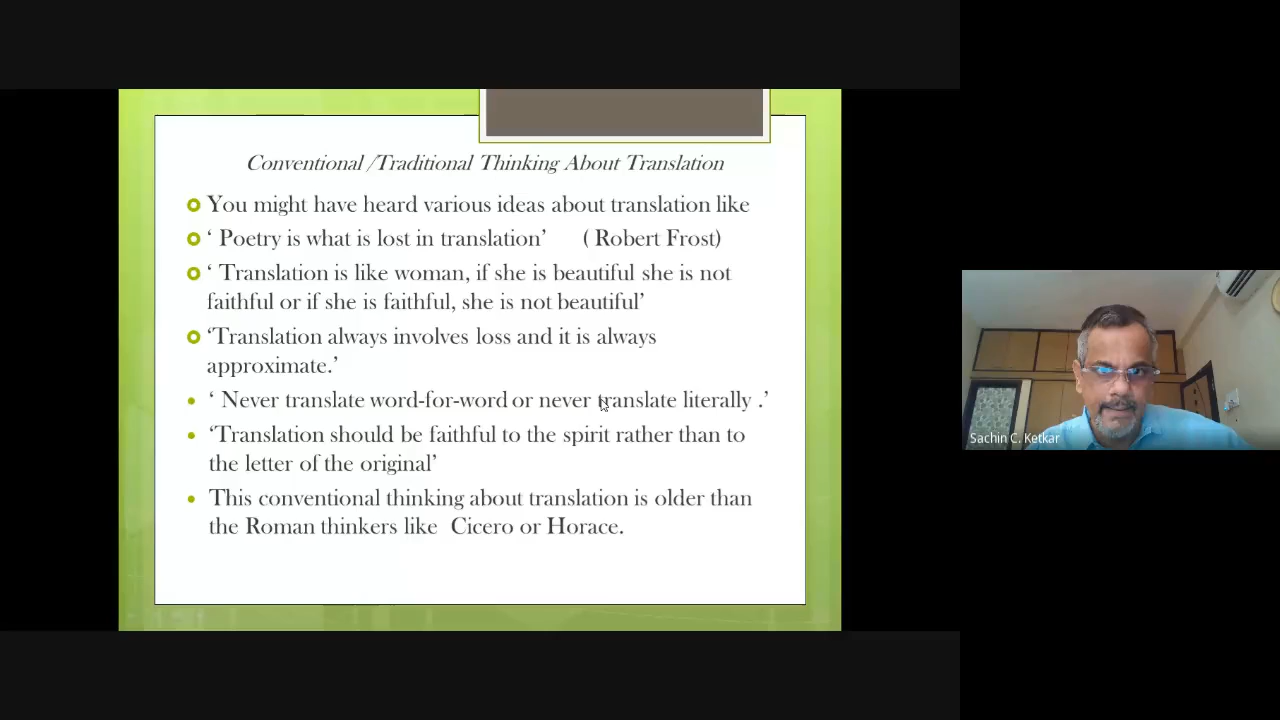 Conventional /Traditional Thinking About Translation
You might have heard various ideas about translation like
‘ Poetry is what is lost in translation’ ( Robert Frost)
‘ Translation is like woman, if she is beautiful she is not
faithful or if she is faithful, she is not beautiful’
‘Translation always involves loss and it is always
approximate.’
‘ Never translate word-for-word or never translate literally .’
‘Translation should be faithful to the spirit rather than to
the letter of the original’
This conventional thinking about translation is older than
the Roman thinkers like Cicero or Horace.
Sachin C. Ketkar